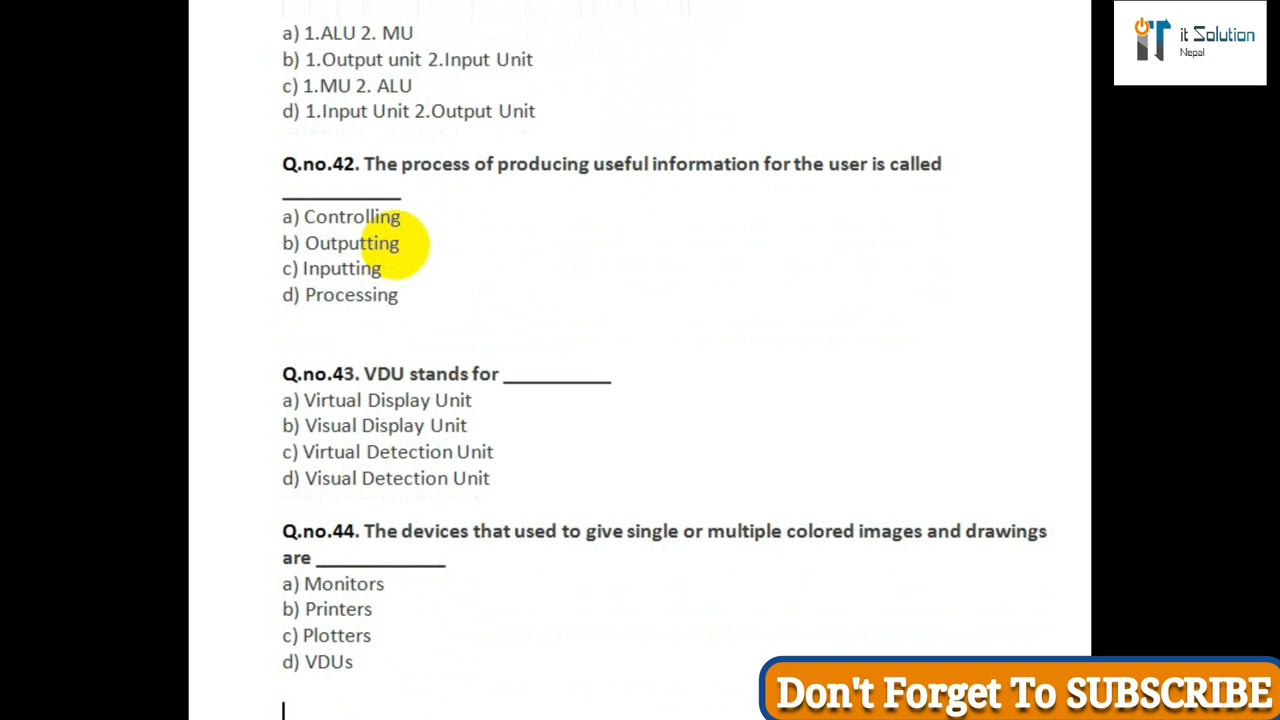 it Solution
Nepal
a) 1.ALU 2. MU
b) 1.Output unit 2.Input Unit
c) 1.MU 2. ALU
d) 1.Input Unit 2.Output Unit
Q.no.42. The process of producing useful information for the user is called
___________
a) Controlling
b) Outputting
c) Inputting
d) Processing
Q.no.43. VDU stands for __________
a) Virtual Display Unit
b) Visual Display Unit
c) Virtual Detection Unit
d) Visual Detection Unit
Q.no.44. The devices that used to give single or multiple colored images and drawings
are ____________
a) Monitors
b) Printers
c) Plotters
d) VDUs
Don't Forget To SUBSCRIBE